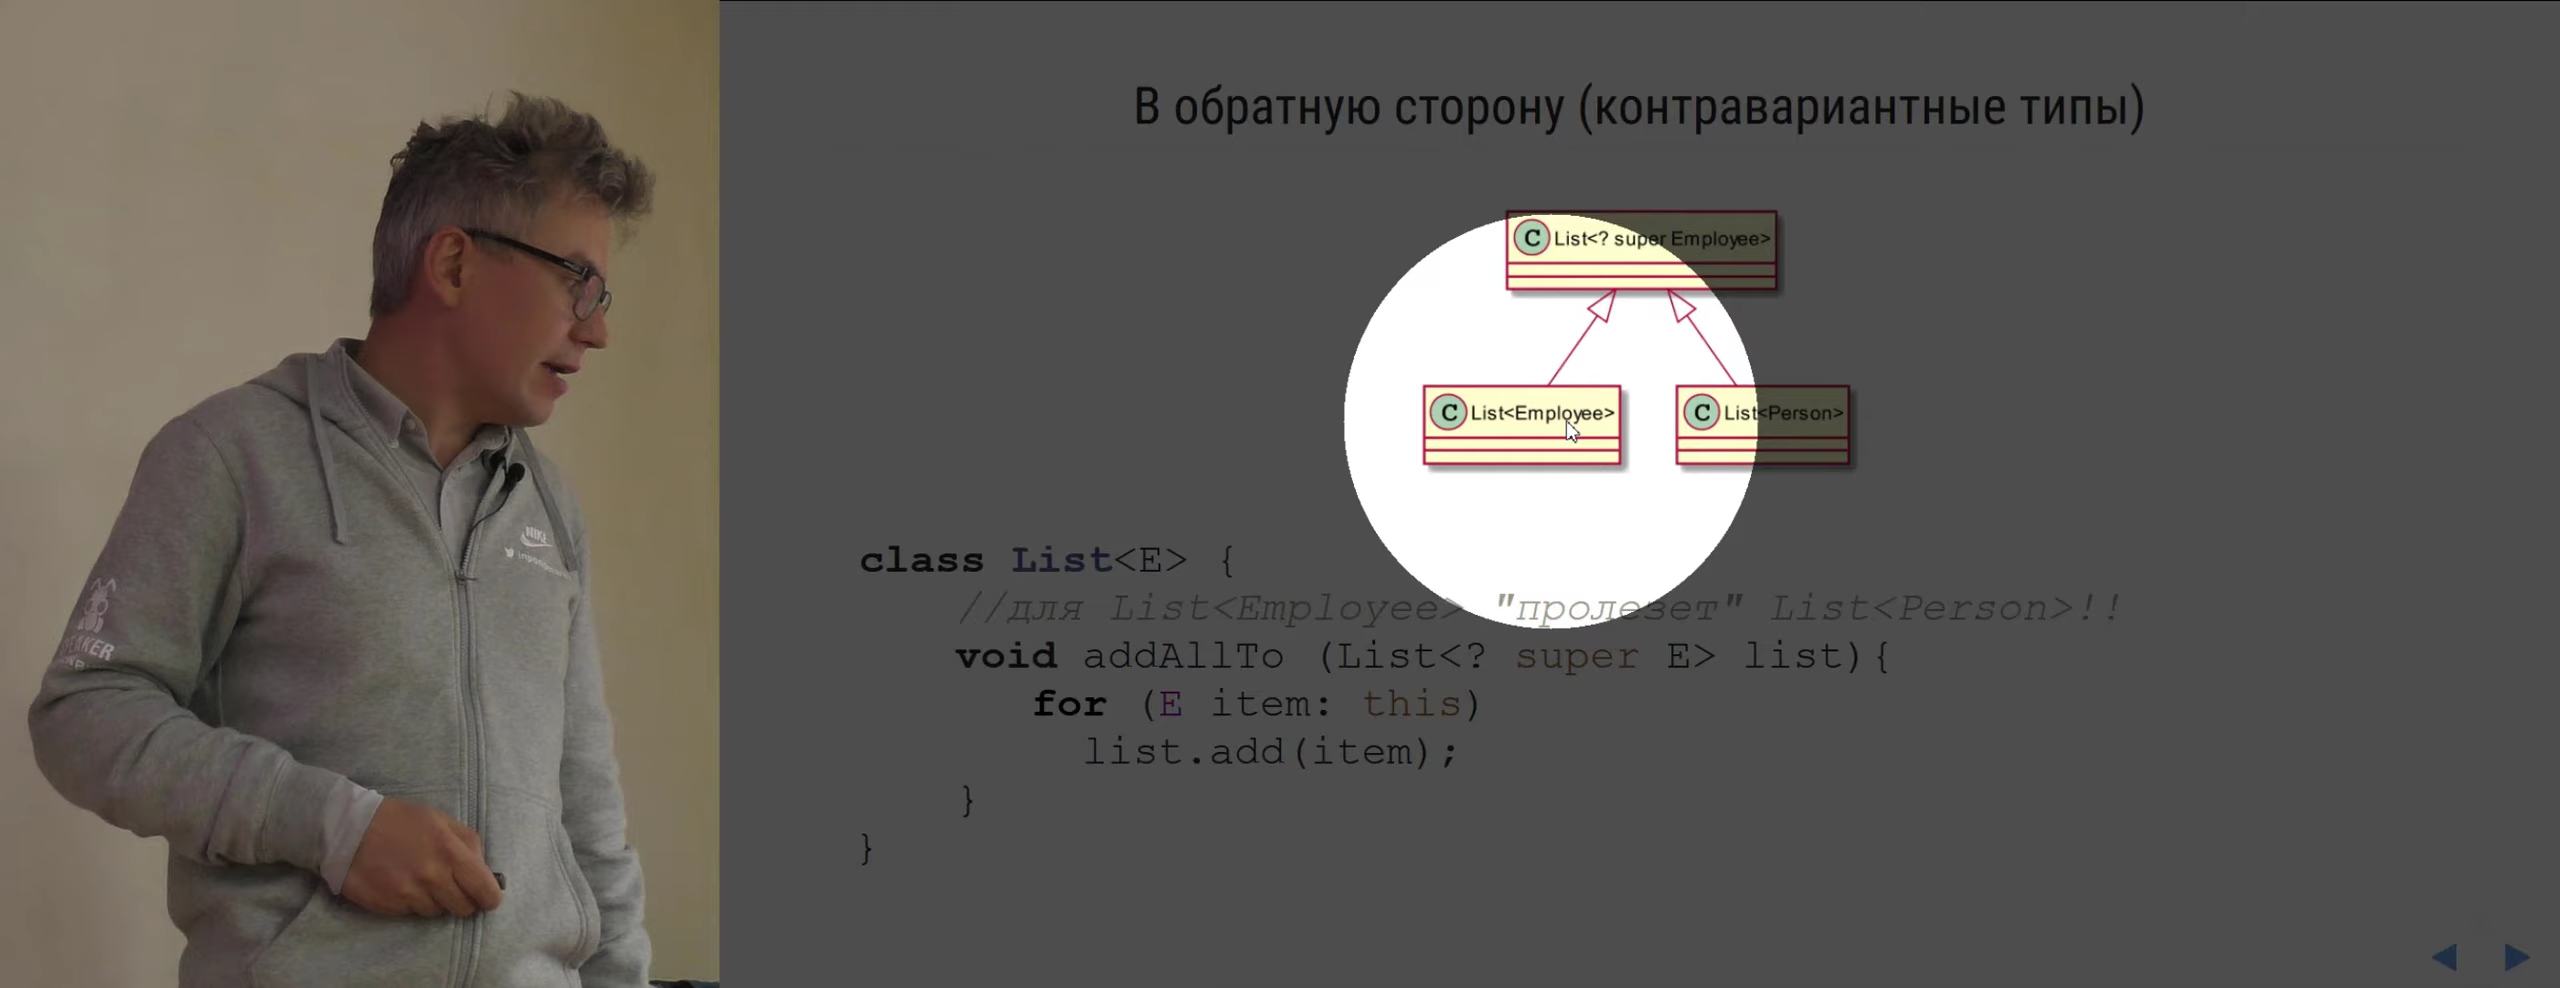 В обратную сторону (контравариантные типы)
C List<? super Employee>
C List<Employee>
C List<Person>
class List<E> {
//для List<Employee> "пролезет" List<Person>!!
void addAllTo (List<? super E> list){
for (E item: this)
list.add(item);
}
}
NIKE